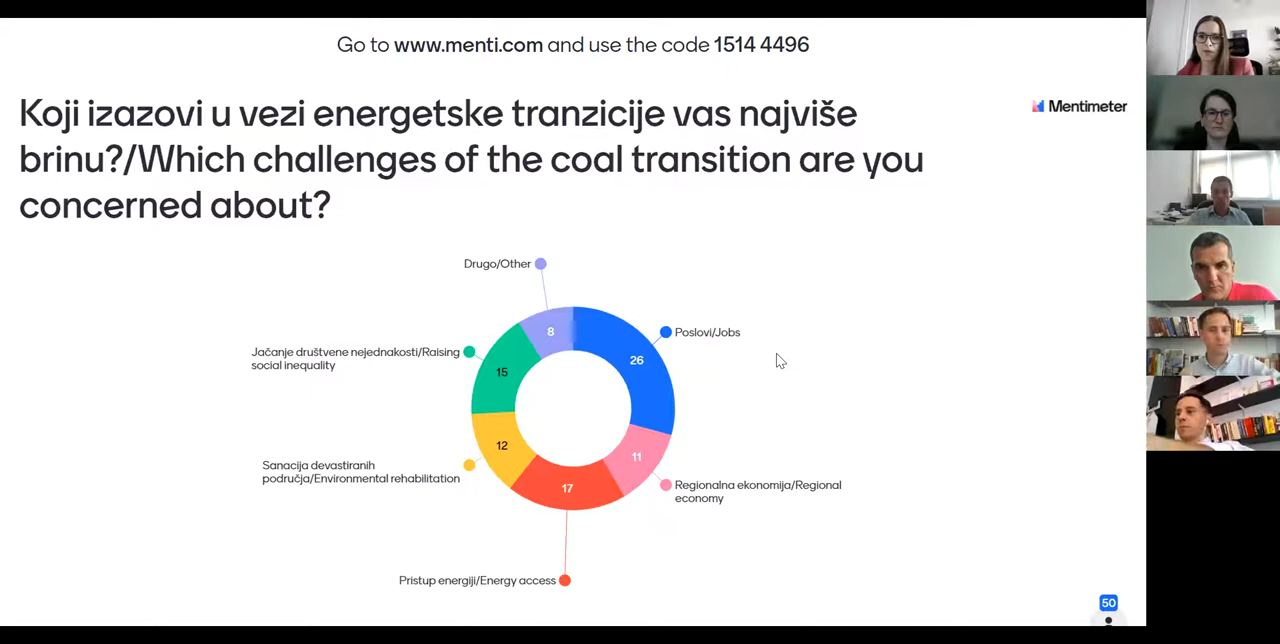 Go to www.menti.com and use the code 1514 4496
Koji izazovi u vezi energetske tranzicije vas najviše
brinu?/Which challenges of the coal transition are you
concerned about?
Mentimeter
Drugo/Other
8
Poslovi/Jobs
26
Jačanje društvene nejednakosti/Raising
social inequality
15
Sanacija devastiranih
područja/Environmental rehabilitation
12
11
Regionalna ekonomija/Regional
economy
17
Pristup energiji/Energy access
50